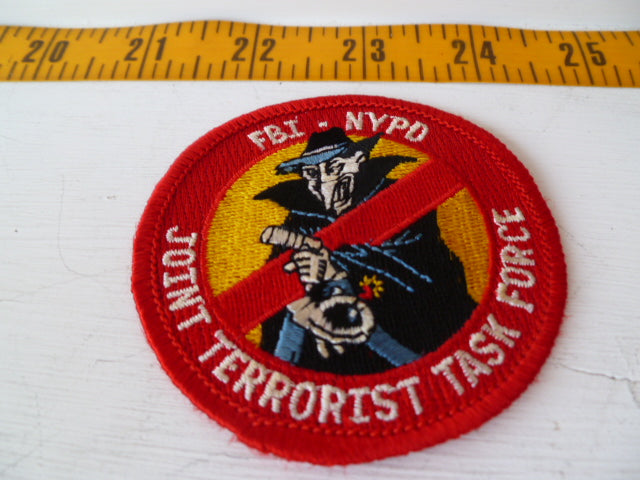 20 21 22 23 24 25
FBI - NYPD
JOINT TERRORIST TASK FORCE